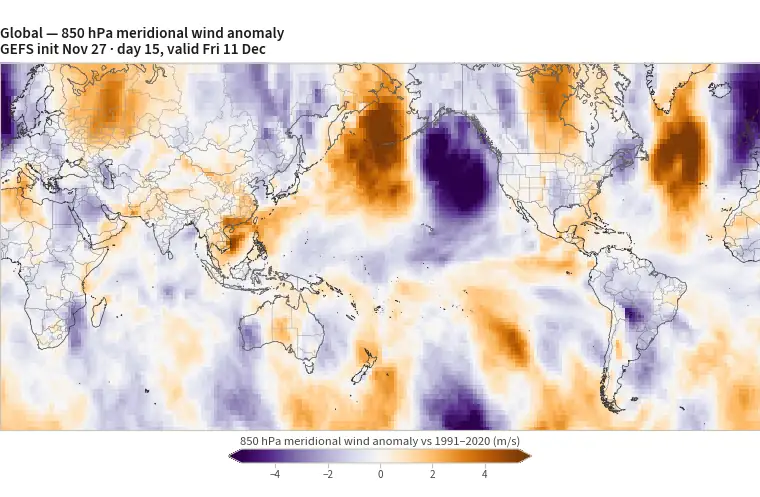 Global — 850 hPa meridional wind anomaly
GEFS init Nov 27 · day 15, valid Fri 11 Dec
850 hPa meridional wind anomaly vs 1991–2020 (m/s)
−4 −2 0 2 4